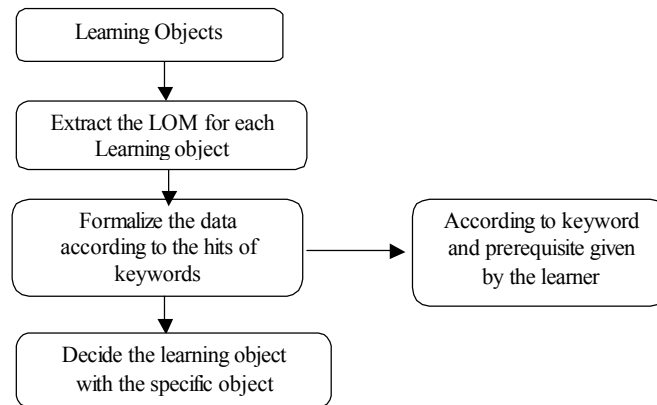 Learning Objects
Extract the LOM for each
Learning object
Formalize the data
according to the hits of
keywords
According to keyword
and prerequisite given
by the learner
Decide the learning object
with the specific object